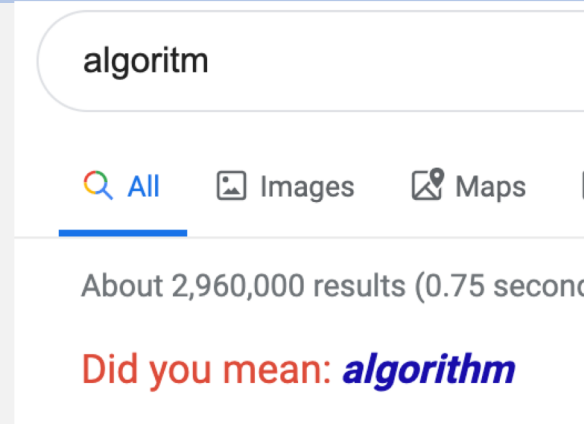 algoritm
All Images Maps
About 2,960,000 results (0.75
Did you mean: algorithm